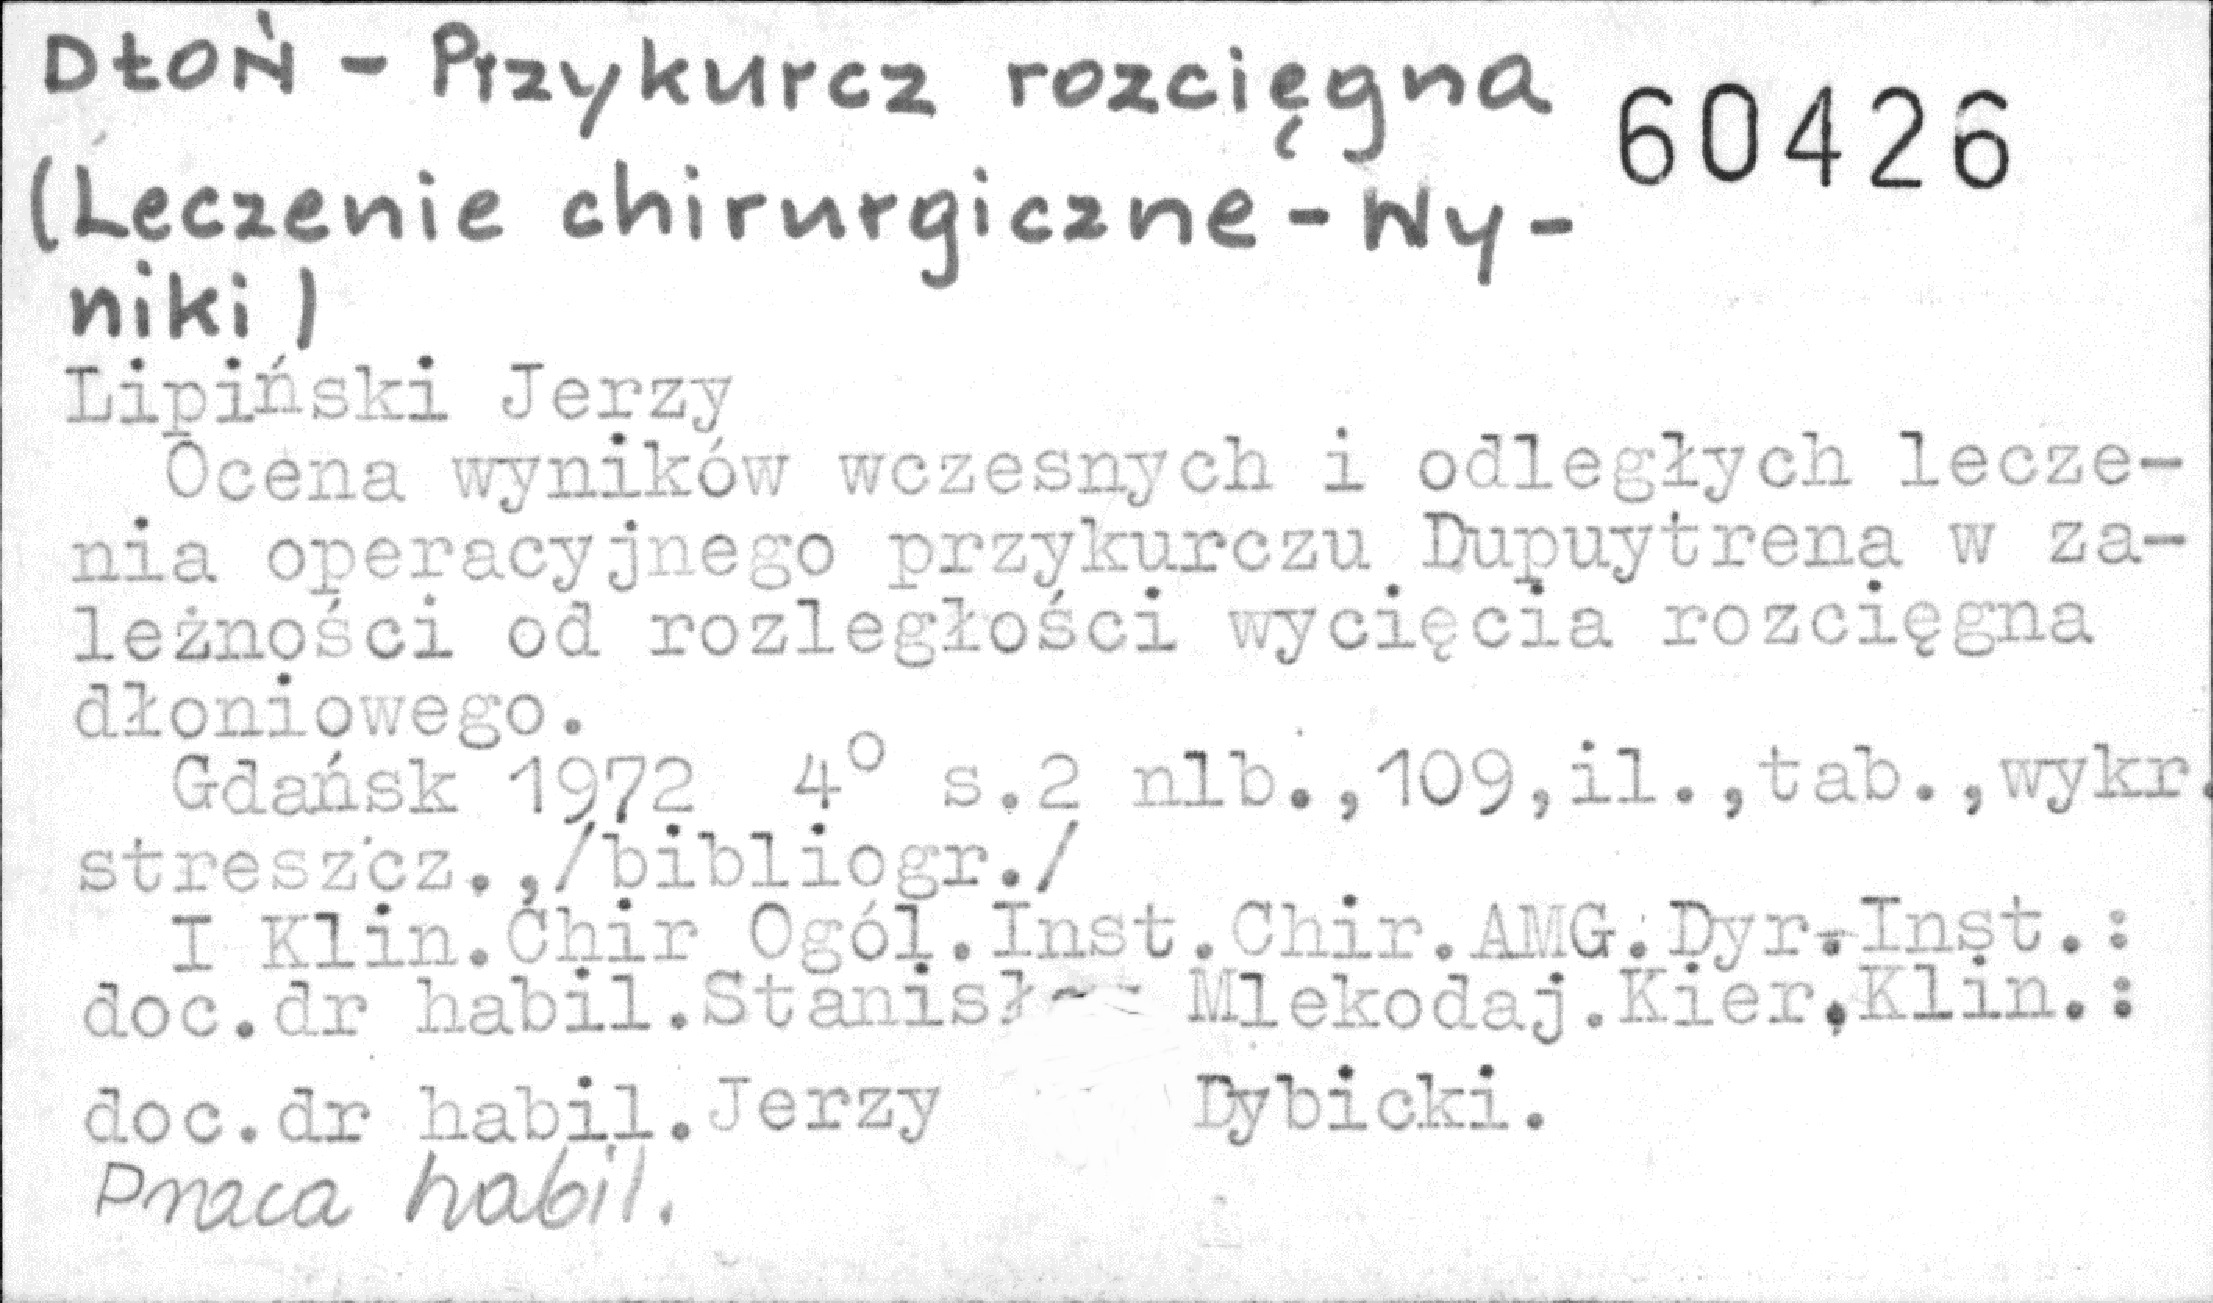 DŁOŃ - Przykurcz rozcięgna 60426
(Leczenie chirurgiczne - Wy-
niki)
Lipiński Jerzy
Ocena wyników wczesnych i odległych lecze-
nia operacyjnego przykurczu Dupuytrena w za-
leżności od rozległości wycięcia rozcięgna
dłoniowego.
Gdańsk 1972 4° s.2 nlb.,109,il.,tab.,wykr.
streszcz.,/bibliogr./
I Klin.Chir Ogól.Inst.Chir.AMG.Dyr.Inst.:
doc.dr habil. Mlekodaj.Kier.Klin.:
doc.dr habil.Jerzy Dybicki.
Praca habil.